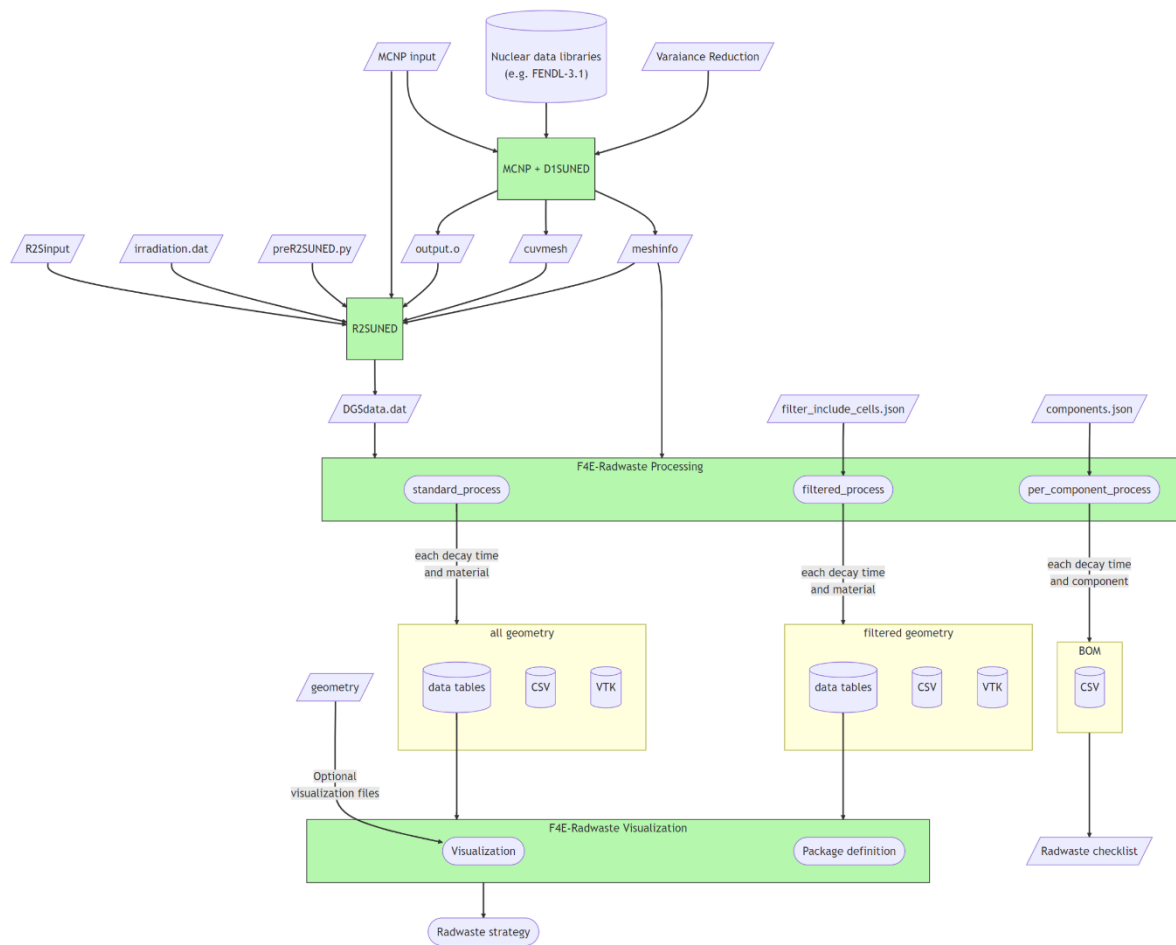 MCNP input
Nuclear data libraries
(e.g. FENDL-3.1)
Varaiance Reduction
MCNP + D1SUNED
R2Sinput
irradiation.dat
preR2SUNED.py
output.o
cuvmesh
meshinfo
R2SUNED
DGSdata.dat
filter_include_cells.json
components.json
F4E-Radwaste Processing
standard_process
filtered_process
per_component_process
each decay time
and material
each decay time
and material
each decay time
and component
all geometry
data tables
CSV
VTK
filtered geometry
data tables
CSV
VTK
BOM
CSV
geometry
Optional
visualization files
F4E-Radwaste Visualization
Visualization
Package definition
Radwaste checklist
Radwaste strategy